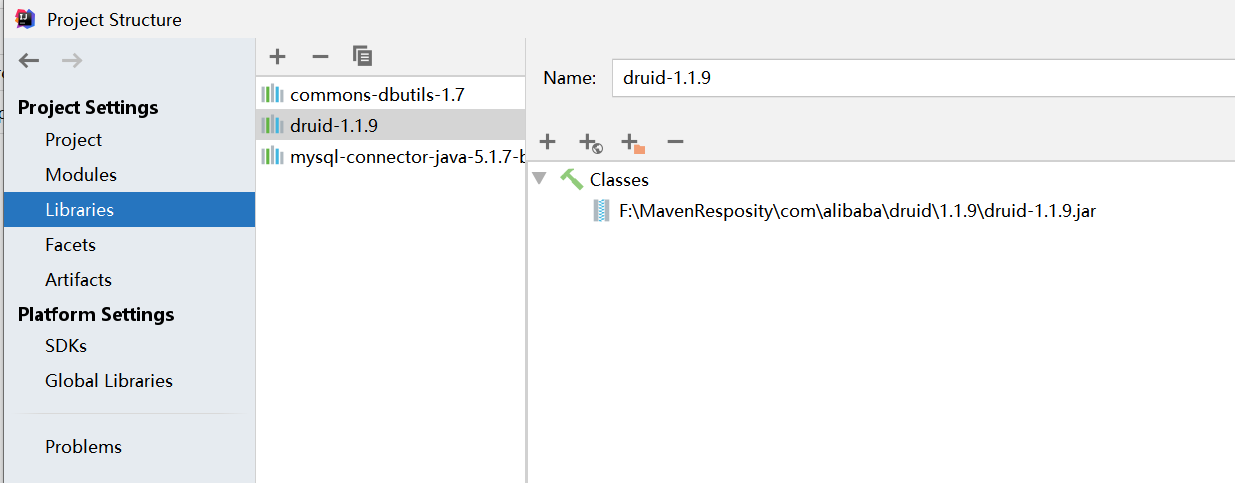 Project Structure
Project Settings
Project
Modules
Libraries
Facets
Artifacts
Platform Settings
SDKs
Global Libraries
Problems
commons-dbutils-1.7
druid-1.1.9
mysql-connector-java-5.1.7-b
Name: druid-1.1.9
Classes
F:\MavenResposity\com\alibaba\druid\1.1.9\druid-1.1.9.jar